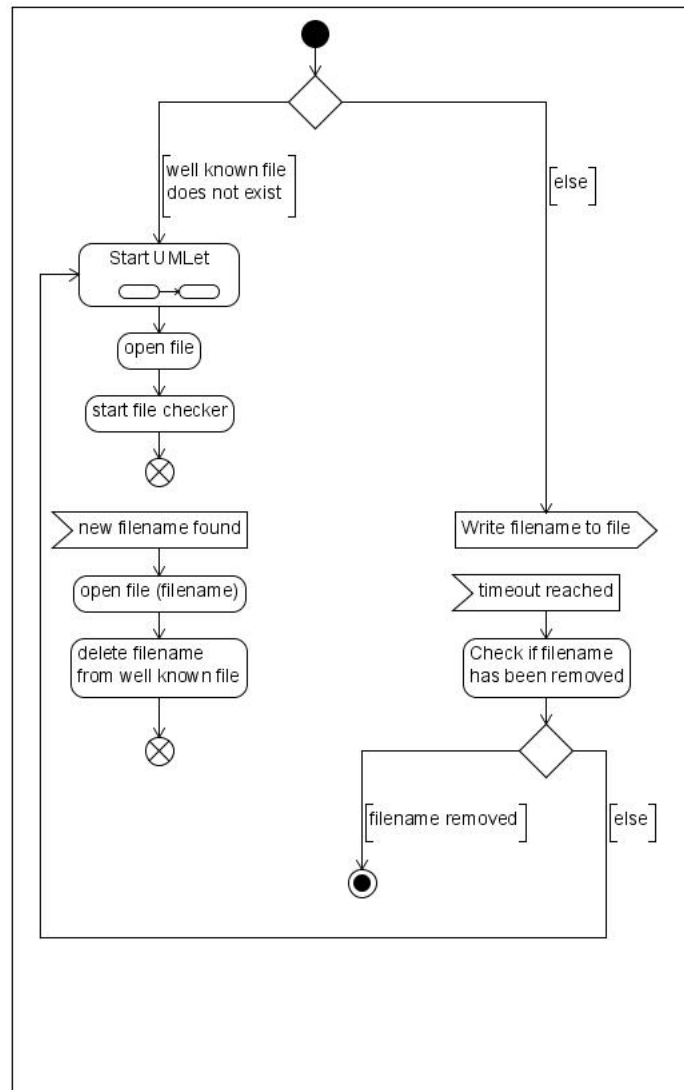 [well known file
does not exist]
[else]
Start UMLet
open file
start file checker
new filename found
Write filename to file
open file (filename)
timeout reached
delete filename
from well known file
Check if filename
has been removed
[filename removed]
[else]